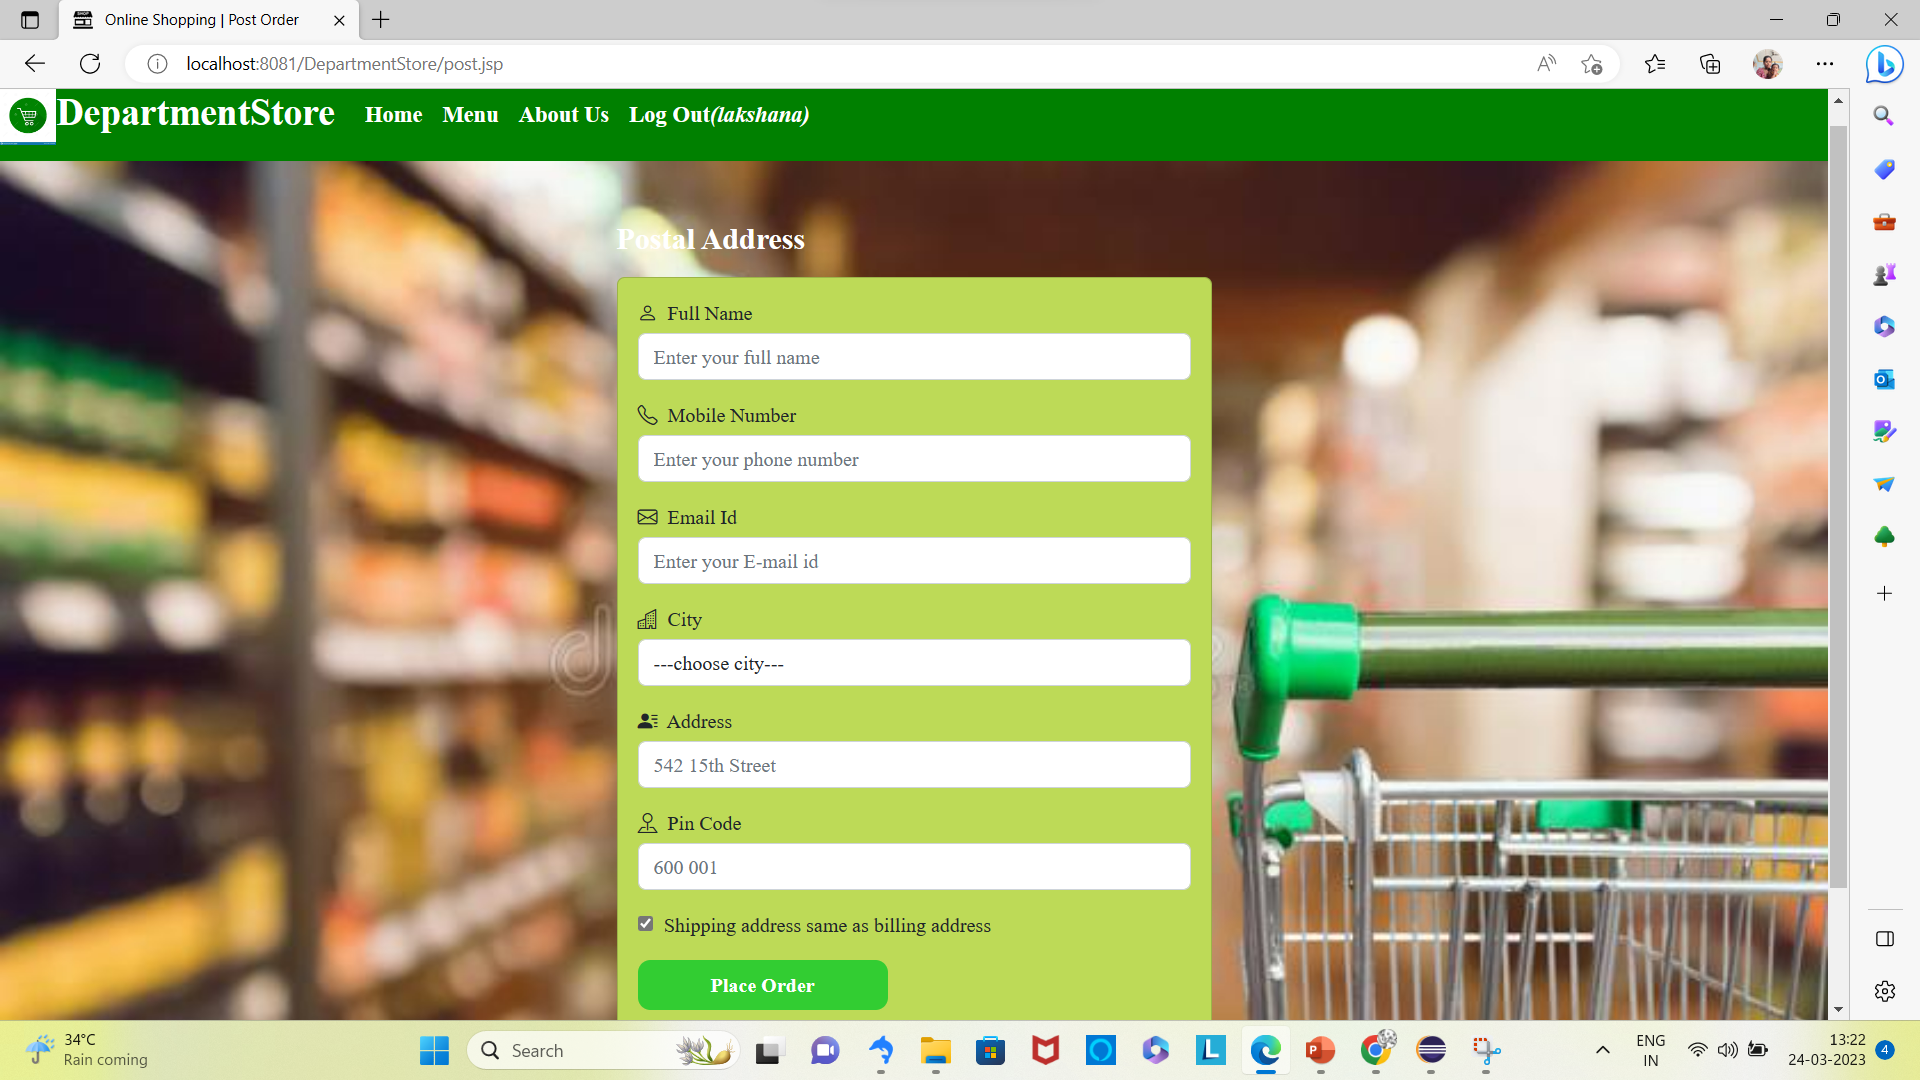 Online Shopping | Post Order
localhost:8081/DepartmentStore/post.jsp
DepartmentStore Home Menu About Us Log Out(lakshana)
Postal Address
Full Name
Enter your full name
Mobile Number
Enter your phone number
Email Id
Enter your E-mail id
City
---choose city---
Address
542 15th Street
Pin Code
600 001
Shipping address same as billing address
Place Order
34°C
Rain coming
Search
ENG
IN
13:22
24-03-2023
4